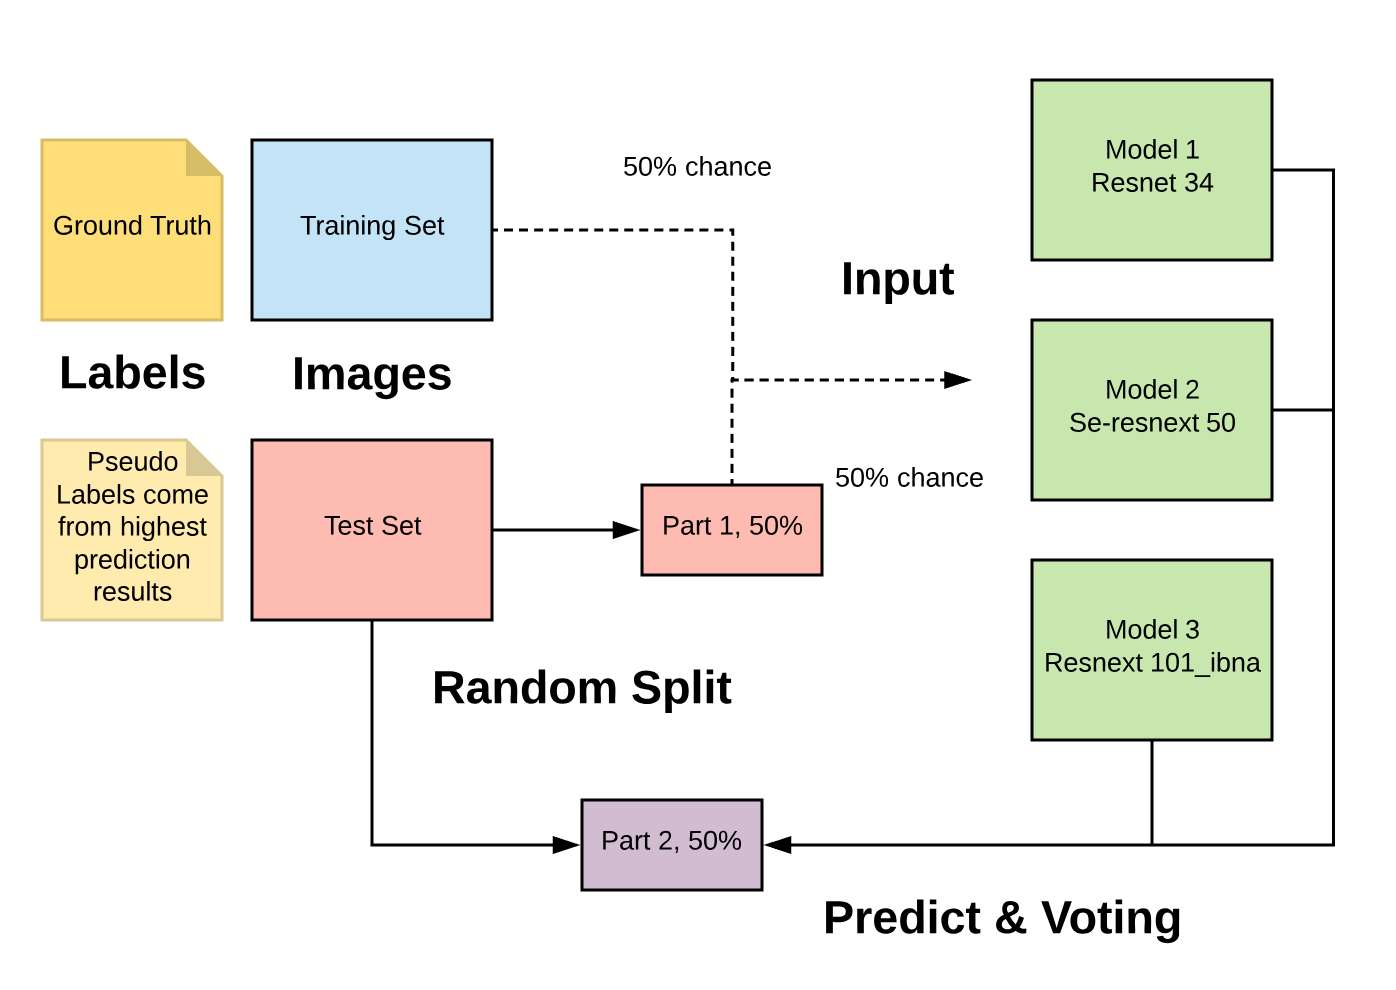 Model 1
Resnet 34
50% chance
Ground Truth
Training Set
Input
Labels
Images
Model 2
Se-resnext 50
Pseudo
Labels come
from highest
prediction
results
Test Set
Part 1, 50%
50% chance
Model 3
Resnext 101_ibna
Random Split
Part 2, 50%
Predict & Voting